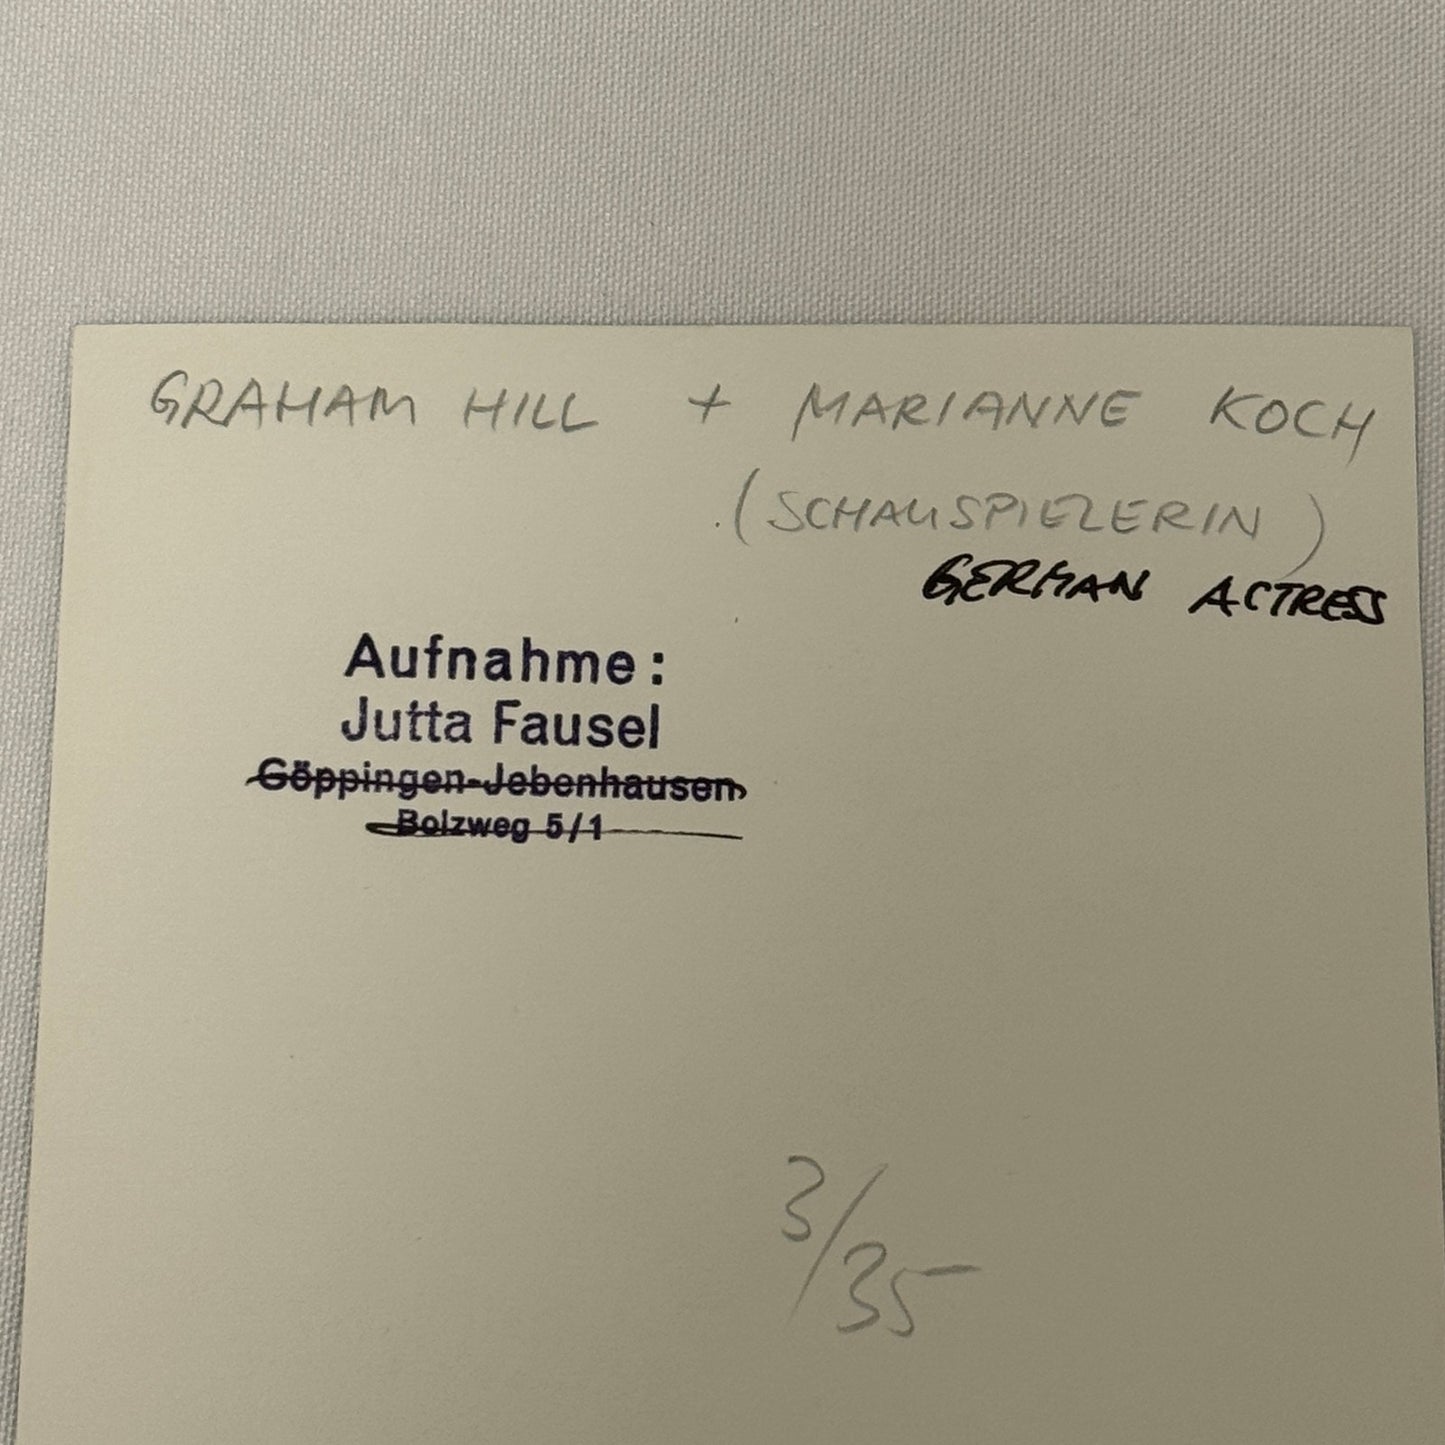 GRAHAM HILL + MARIANNE KOCH
(SCHAUSPIELERIN)
GERMAN ACTRESS
Aufnahme:
Jutta Fausel
Göppingen-Jebenhausen
Bolzweg 5/1
3/35